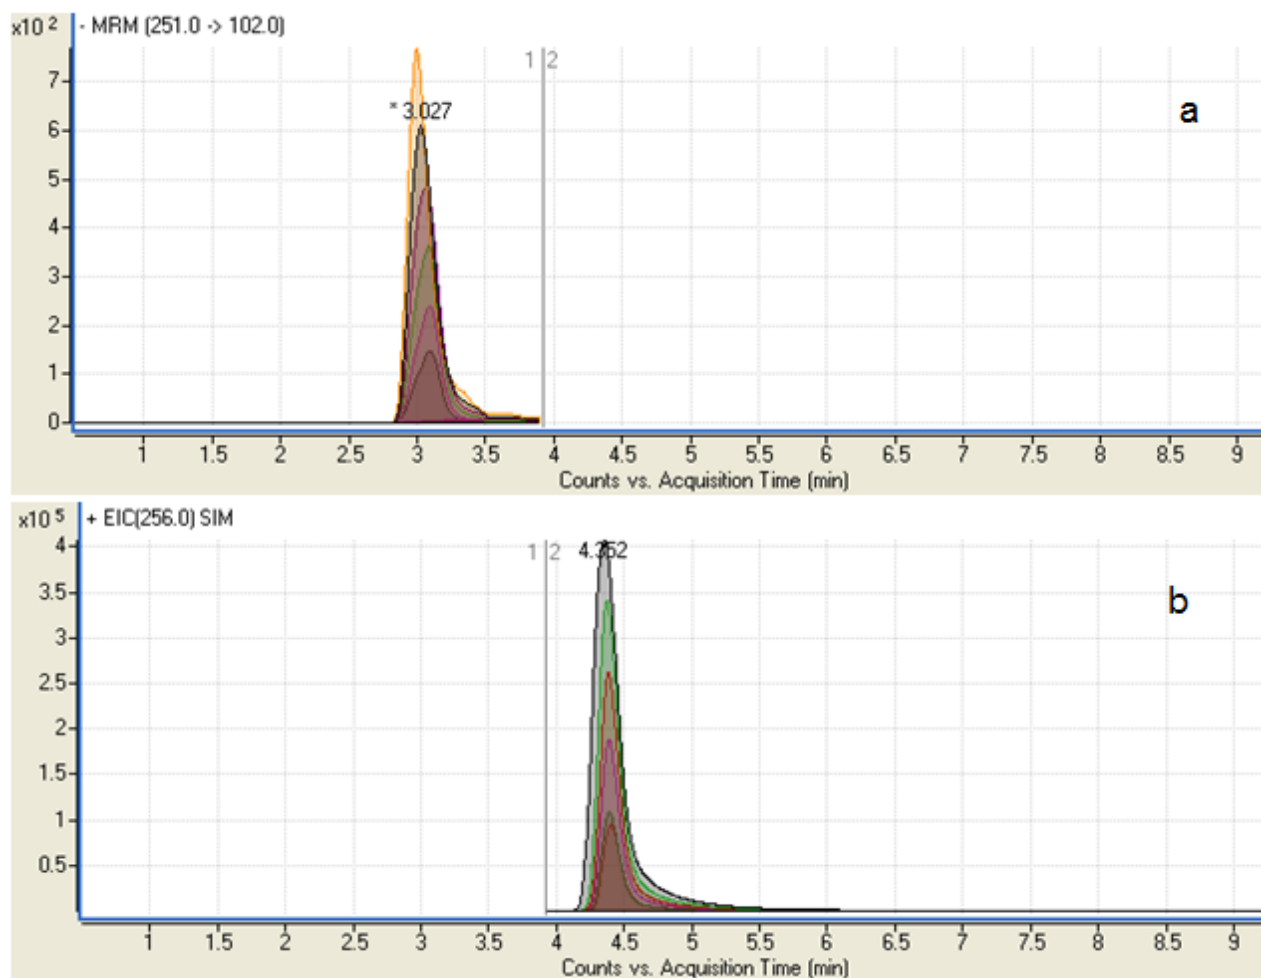 x10 2
- MRM (251.0 -> 102.0)
1 2
a
* 3.027
7
6
5
4
3
2
1
0
1 1.5 2 2.5 3 3.5 4 4.5 5 5.5 6 6.5 7 7.5 8 8.5 9
Counts vs. Acquisition Time (min)
x10 5
+ EIC(256.0) SIM
1 2
4.352
b
4
3.5
3
2.5
2
1.5
1
0.5
1 1.5 2 2.5 3 3.5 4 4.5 5 5.5 6 6.5 7 7.5 8 8.5 9
Counts vs. Acquisition Time (min)